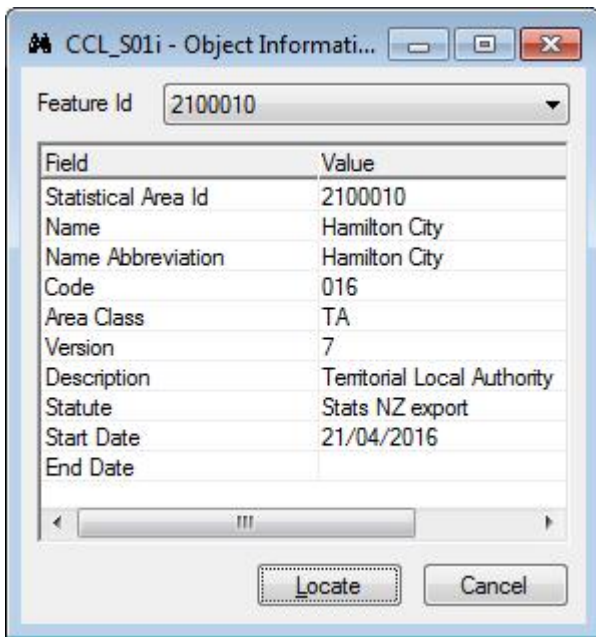 CCL_S01i - Object Informati...
Feature Id 2100010
Field Value
Statistical Area Id 2100010
Name Hamilton City
Name Abbreviation Hamilton City
Code 016
Area Class TA
Version 7
Description Territorial Local Authority
Statute Stats NZ export
Start Date 21/04/2016
End Date
Locate Cancel